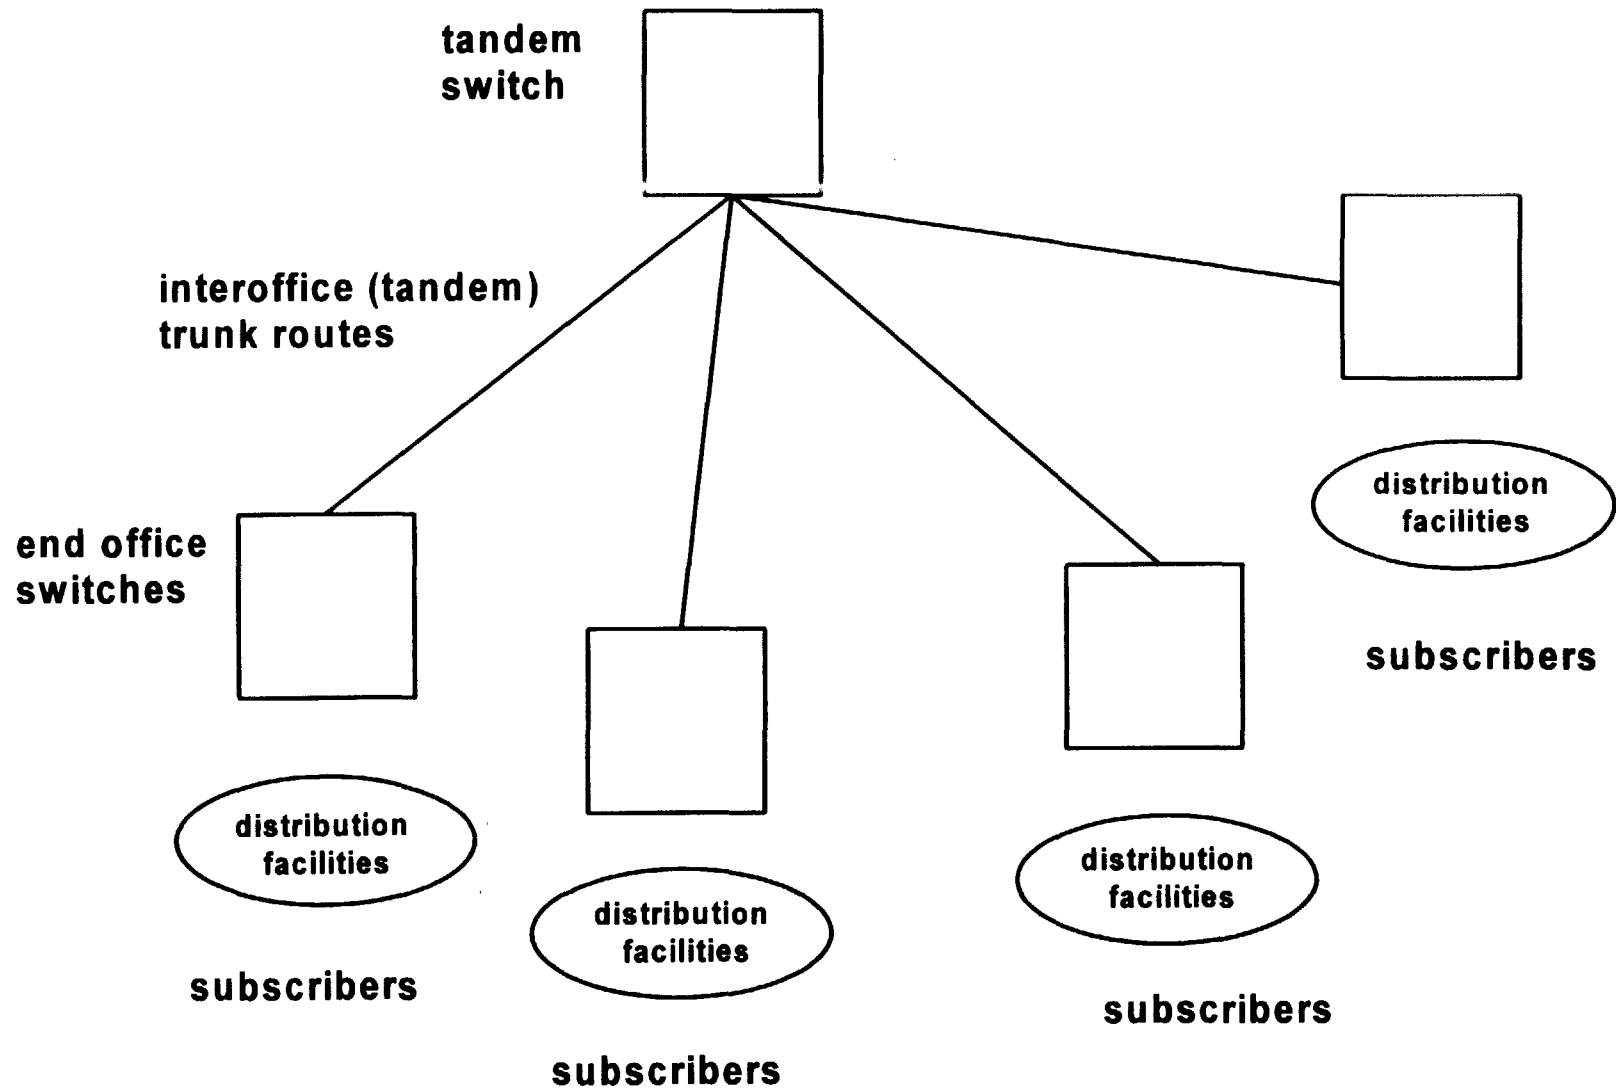 tandem
switch
interoffice (tandem)
trunk routes
end office
switches
distribution
facilities
subscribers
distribution
facilities
subscribers
distribution
facilities
subscribers
distribution
facilities
subscribers